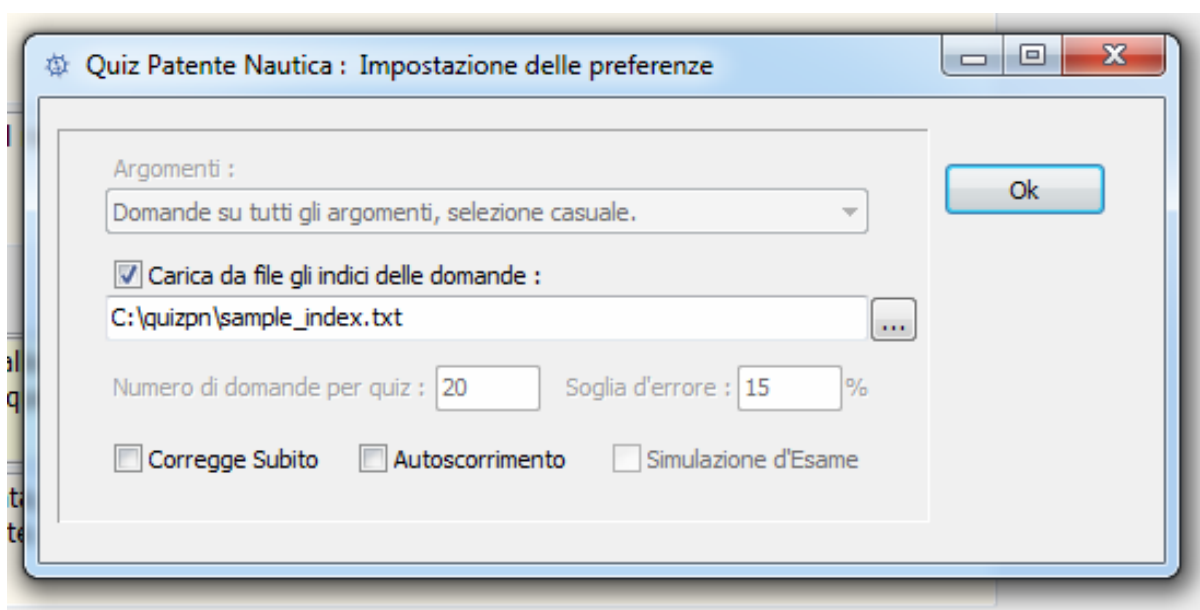 Quiz Patente Nautica : Impostazione delle preferenze
Argomenti :
Domande su tutti gli argomenti, selezione casuale.
Ok
Carica da file gli indici delle domande :
C:\quizpn\sample_index.txt
...
Numero di domande per quiz : 20 Soglia d'errore : 15 %
Corregge Subito Autoscorrimento Simulazione d'Esame